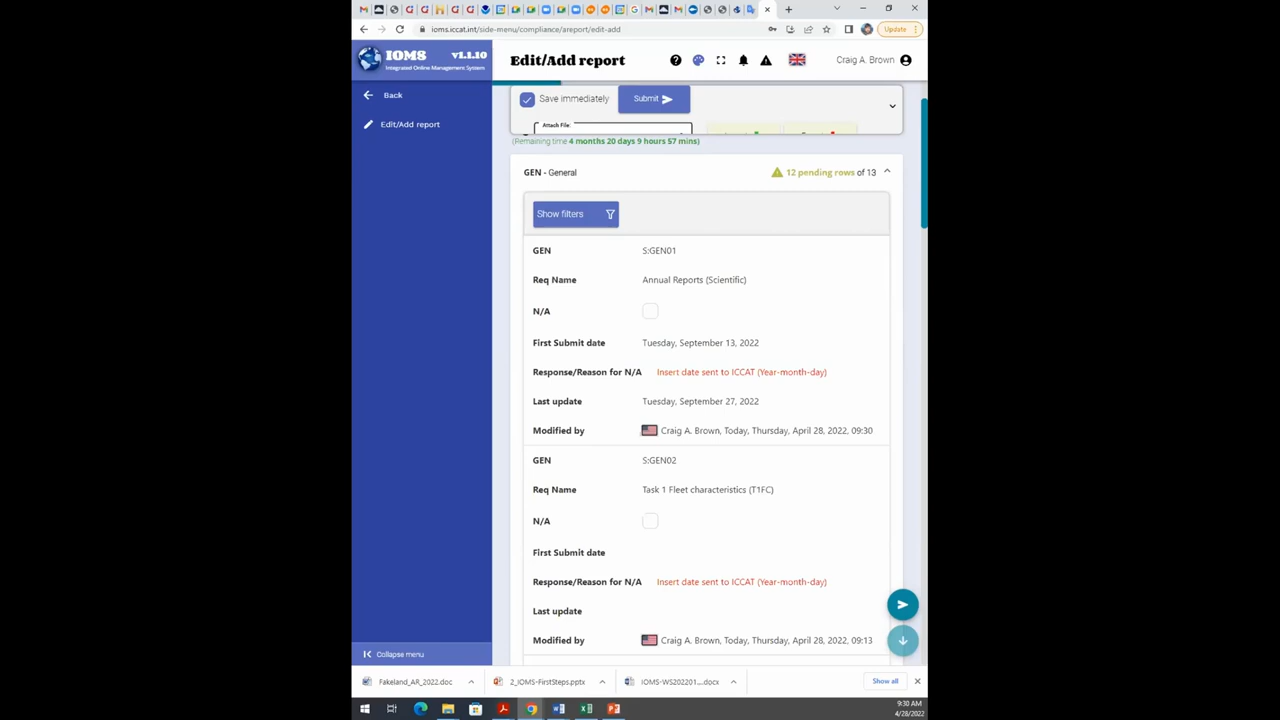 ioms.iccat.int/side-menu/compliance/areport/edit-add
Update
IOMS v1.1.10
Integrated Online Management System
Edit/Add report
Craig A. Brown
Back
Edit/Add report
Save immediately
Submit
Attach File:
(Remaining time 4 months 20 days 9 hours 57 mins)
GEN - General
12 pending rows of 13
Show filters
GEN S:GEN01
Req Name Annual Reports (Scientific)
N/A
First Submit date Tuesday, September 13, 2022
Response/Reason for N/A Insert date sent to ICCAT (Year-month-day)
Last update Tuesday, September 27, 2022
Modified by Craig A. Brown, Today, Thursday, April 28, 2022, 09:30
GEN S:GEN02
Req Name Task 1 Fleet characteristics (T1FC)
N/A
First Submit date
Response/Reason for N/A Insert date sent to ICCAT (Year-month-day)
Last update
Modified by Craig A. Brown, Today, Thursday, April 28, 2022, 09:13
Collapse menu
Fakeland_AR_2022.doc
2_IOMS-FirstSteps.pptx
IOMS-WS202201....docx
Show all
9:30 AM
4/28/2022